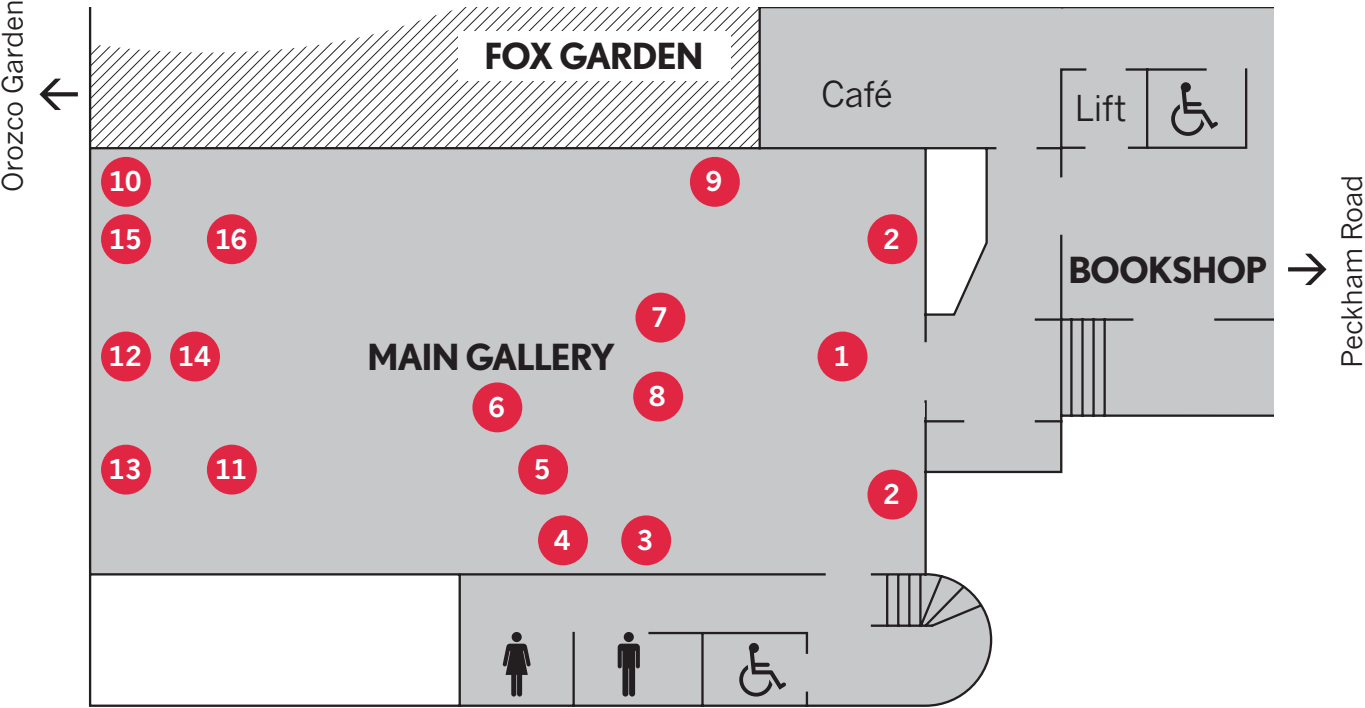 Orozco Garden
←
FOX GARDEN
Café
Lift
10
9
15
16
2
BOOKSHOP →
Peckham Road
7
12
14
MAIN GALLERY
1
6
8
13
11
5
2
4
3